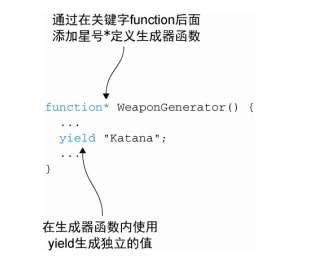 通过在关键字function后面
添加星号*定义生成器函数
function* WeaponGenerator() {
...
yield "Katana";
...
}
在生成器函数内使用
yield生成独立的值